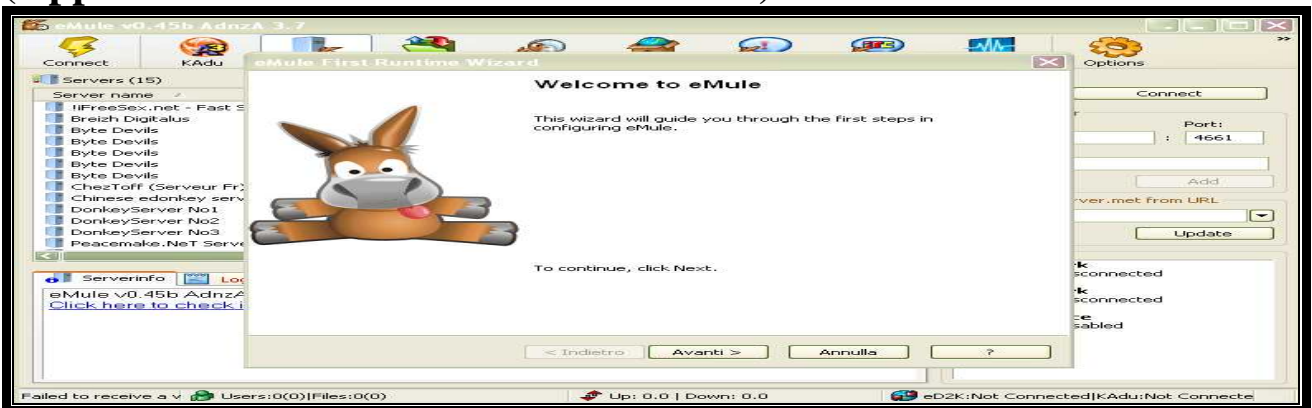 eMule v0.45b AdnzA 3.7
Connect
KAdu
Options
eMule First Runtime Wizard
Servers (15)
Server name
!iFreeSex.net - Fast S
Breizh Digitalus
Byte Devils
Byte Devils
Byte Devils
Byte Devils
ChezToff (Serveur Fr)
Chinese edonkey serv
DonkeyServer No1
DonkeyServer No2
DonkeyServer No3
Peacemake.NeT Serve
Welcome to eMule
This wizard will guide you through the first steps in
configuring eMule.
To continue, click Next.
< Indietro
Avanti >
Annulla
?
Connect
Port:
: 4661
Add
ver.met from URL
Update
Serverinfo
Log
eMule v0.45b AdnzA
Click here to check i
k
sconnected
k
sconnected
ce
sabled
Failed to receive a v
Users:0(0)|Files:0(0)
Up: 0.0 | Down: 0.0
eD2K:Not Connected|KAdu:Not Connecte